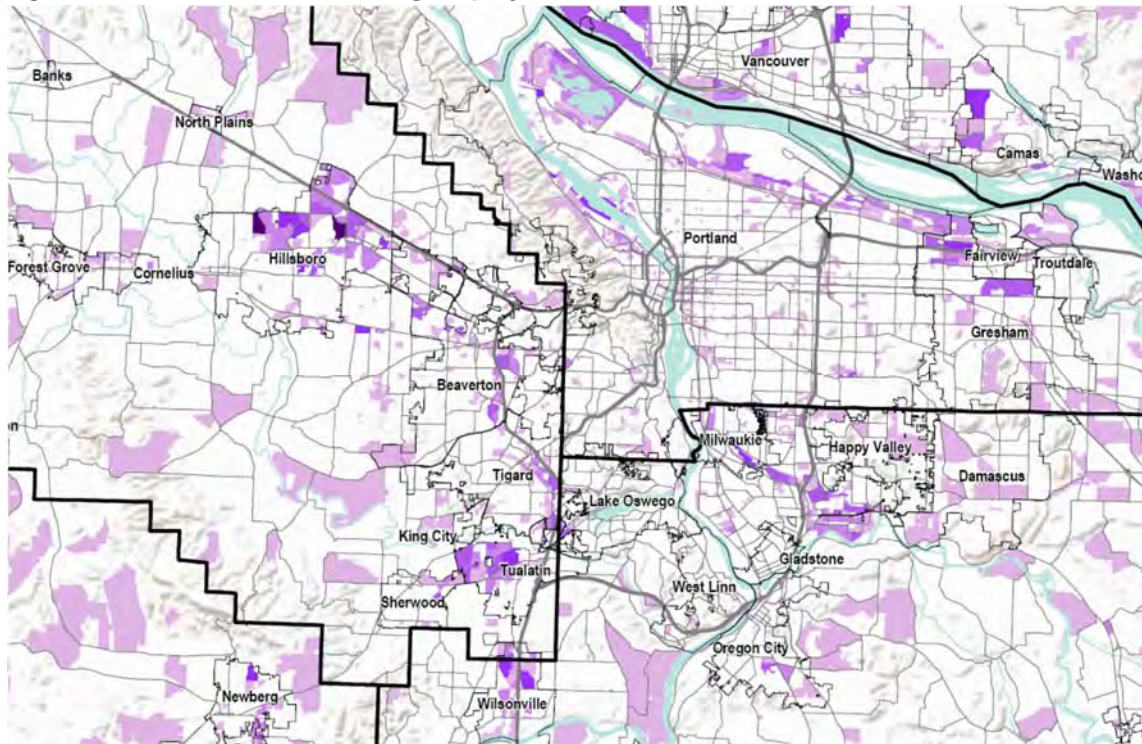 Vancouver
Banks
North Plains
Camas
Portland
Hillsboro
Fairview
Troutdale
Forest Grove
Cornelius
Gresham
Beaverton
Milwaukie
Happy Valley
Damascus
Tigard
Lake Oswego
King City
Gladstone
Tualatin
West Linn
Sherwood
Oregon City
Newberg
Wilsonville